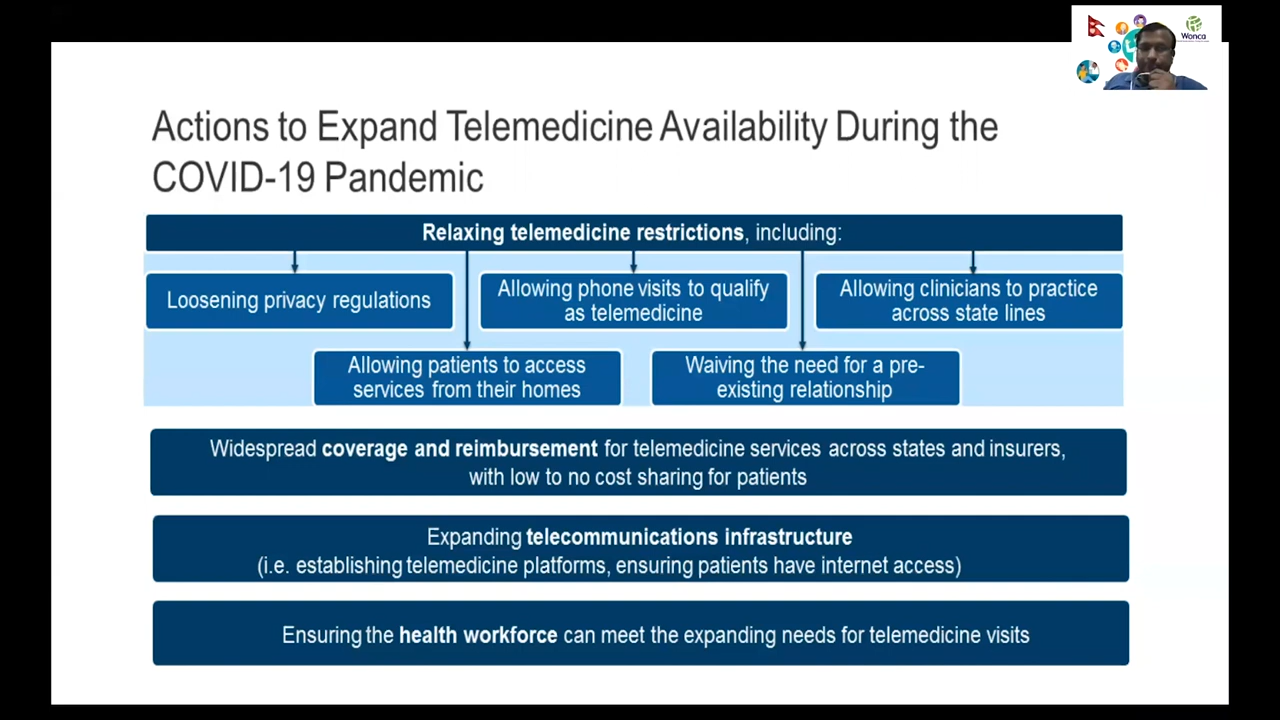 Wonca
Actions to Expand Telemedicine Availability During the
COVID-19 Pandemic
Relaxing telemedicine restrictions, including:
Loosening privacy regulations
Allowing phone visits to qualify
as telemedicine
Allowing clinicians to practice
across state lines
Allowing patients to access
services from their homes
Waiving the need for a pre-
existing relationship
Widespread coverage and reimbursement for telemedicine services across states and insurers,
with low to no cost sharing for patients
Expanding telecommunications infrastructure
(i.e. establishing telemedicine platforms, ensuring patients have internet access)
Ensuring the health workforce can meet the expanding needs for telemedicine visits